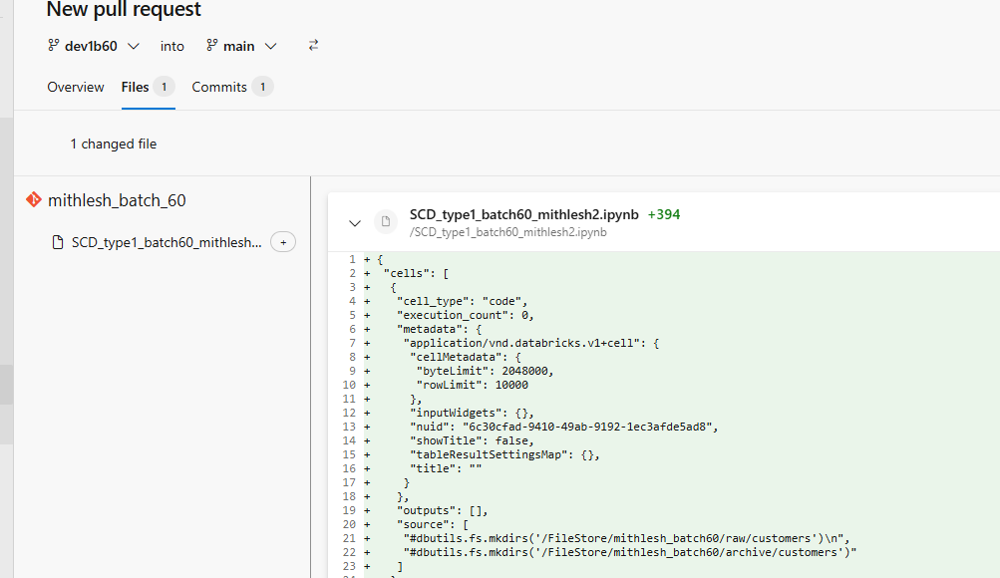 New pull request
dev1b60 into main
Overview Files 1 Commits 1
1 changed file
mithlesh_batch_60
SCD_type1_batch60_mithlesh... +
SCD_type1_batch60_mithlesh2.ipynb +394
/SCD_type1_batch60_mithlesh2.ipynb
1 + {
2 + "cells": [
3 + {
4 + "cell_type": "code",
5 + "execution_count": 0,
6 + "metadata": {
7 + "application/vnd.databricks.v1+cell": {
8 + "cellMetadata": {
9 + "byteLimit": 2048000,
10 + "rowLimit": 10000
11 + },
12 + "inputWidgets": {},
13 + "nuid": "6c30cfad-9410-49ab-9192-1ec3afde5ad8",
14 + "showTitle": false,
15 + "tableResultSettingsMap": {},
16 + "title": ""
17 + }
18 + },
19 + "outputs": [],
20 + "source": [
21 + "#dbutils.fs.mkdirs('/FileStore/mithlesh_batch60/raw/customers')\n",
22 + "#dbutils.fs.mkdirs('/FileStore/mithlesh_batch60/archive/customers')"
23 + ]